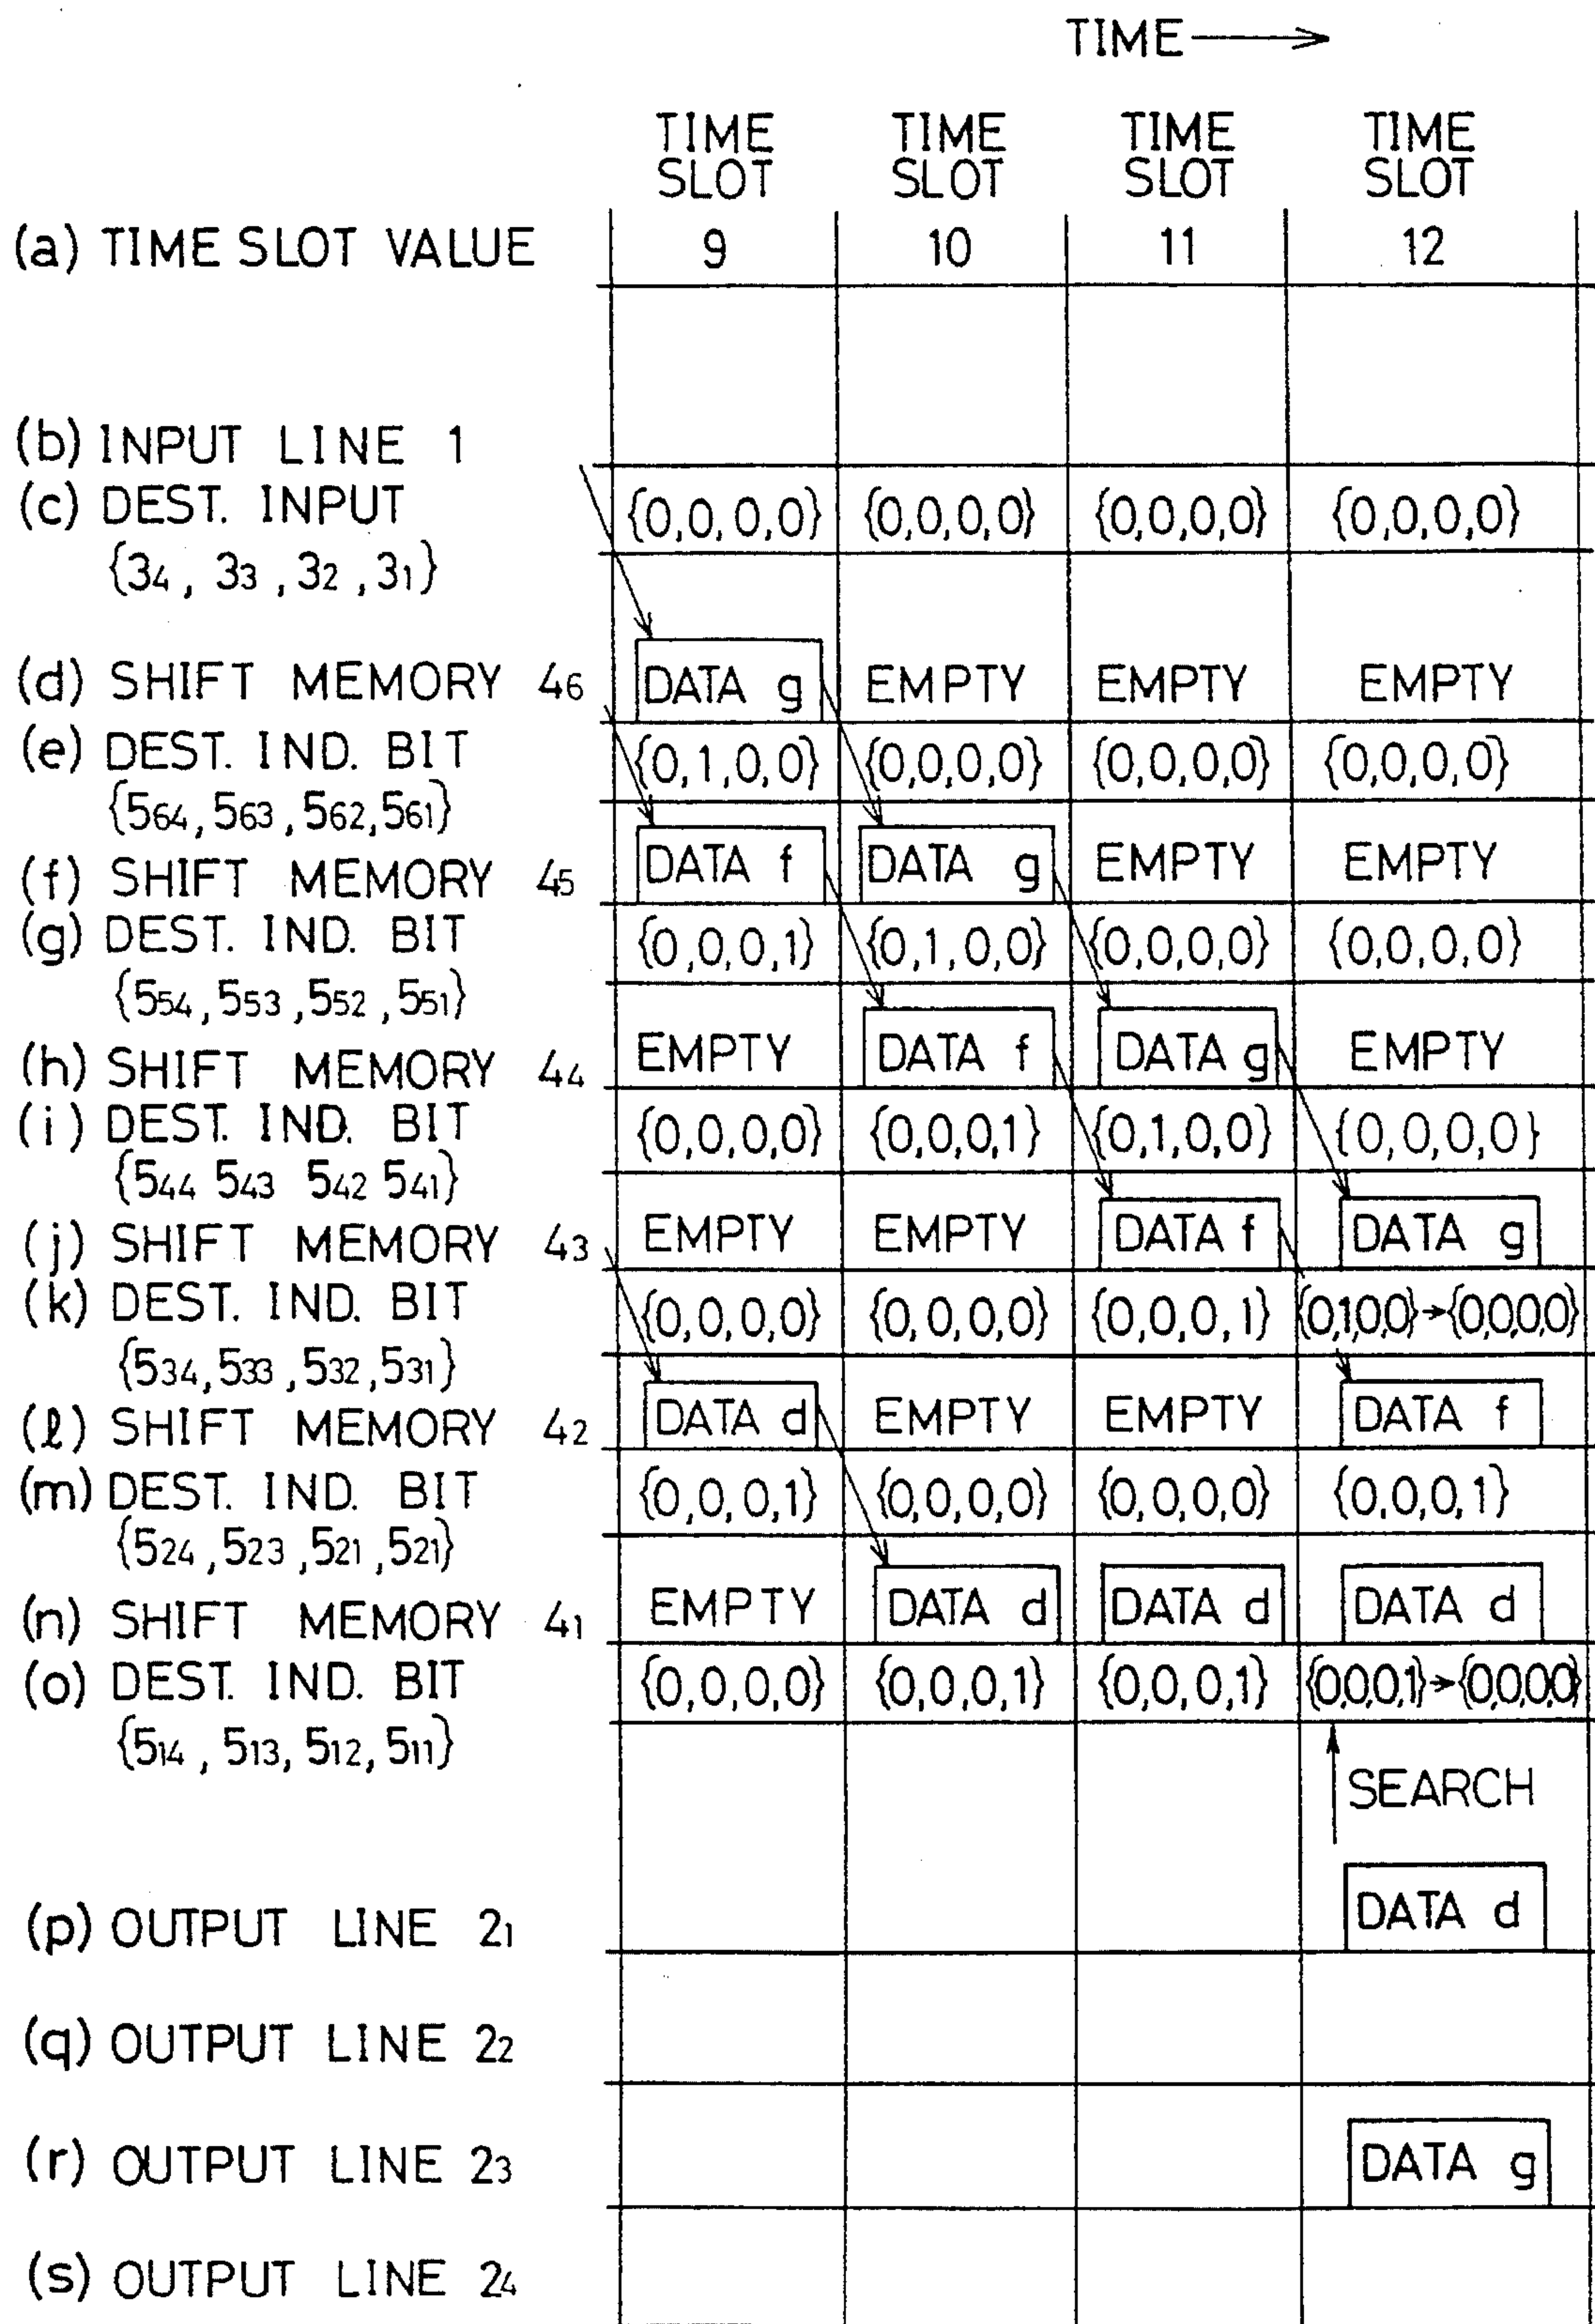 TIME
TIME SLOT TIME SLOT TIME SLOT TIME SLOT
(a) TIME SLOT VALUE 9 10 11 12
(b) INPUT LINE 1
(c) DEST. INPUT {0,0,0,0} {0,0,0,0} {0,0,0,0} {0,0,0,0}
{34, 33, 32, 31}
(d) SHIFT MEMORY 46 DATA g EMPTY EMPTY EMPTY
(e) DEST. IND. BIT {0,1,0,0} {0,0,0,0} {0,0,0,0} {0,0,0,0}
{564, 563, 562, 561}
(f) SHIFT MEMORY 45 DATA f DATA g EMPTY EMPTY
(g) DEST. IND. BIT {0,0,0,1} {0,1,0,0} {0,0,0,0} {0,0,0,0}
{554, 553, 552, 551}
(h) SHIFT MEMORY 44 EMPTY DATA f DATA g EMPTY
(i) DEST. IND. BIT {0,0,0,0} {0,0,0,1} {0,1,0,0} {0,0,0,0}
{544 543 542 541}
(j) SHIFT MEMORY 43 EMPTY EMPTY DATA f DATA g
(k) DEST. IND. BIT {0,0,0,0} {0,0,0,0} {0,0,0,1} {0,1,0,0}→{0,0,0,0}
{534, 533, 532, 531}
(ℓ) SHIFT MEMORY 42 DATA d EMPTY EMPTY DATA f
(m) DEST. IND. BIT {0,0,0,1} {0,0,0,0} {0,0,0,0} {0,0,0,1}
{524, 523, 521, 521}
(n) SHIFT MEMORY 41 EMPTY DATA d DATA d DATA d
(o) DEST. IND. BIT {0,0,0,0} {0,0,0,1} {0,0,0,1} {0,0,0,1}→{0,0,0,0}
{514, 513, 512, 511}
SEARCH
(p) OUTPUT LINE 21 DATA d
(q) OUTPUT LINE 22
(r) OUTPUT LINE 23 DATA g
(s) OUTPUT LINE 24